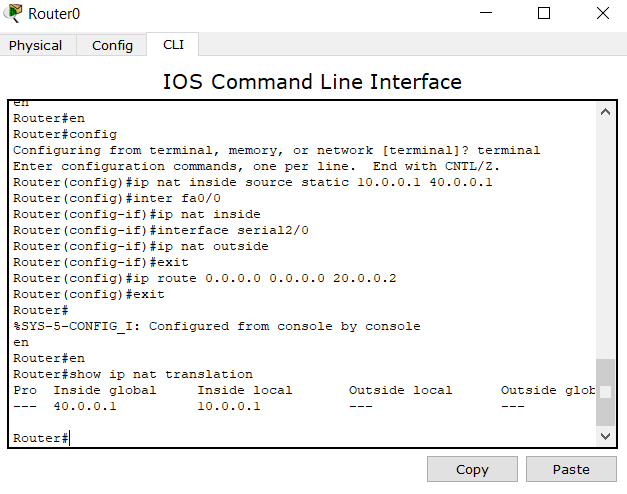 Router0
Physical Config CLI
IOS Command Line Interface
en
Router#en
Router#config
Configuring from terminal, memory, or network [terminal]? terminal
Enter configuration commands, one per line.  End with CNTL/Z.
Router(config)#ip nat inside source static 10.0.0.1 40.0.0.1
Router(config)#inter fa0/0
Router(config-if)#ip nat inside
Router(config-if)#interface serial2/0
Router(config-if)#ip nat outside
Router(config-if)#exit
Router(config)#ip route 0.0.0.0 0.0.0.0 20.0.0.2
Router(config)#exit
Router#
%SYS-5-CONFIG_I: Configured from console by console
en
Router#en
Router#show ip nat translation
Pro  Inside global     Inside local       Outside local      Outside glob
---  40.0.0.1          10.0.0.1           ---                ---
Router#
Copy Paste